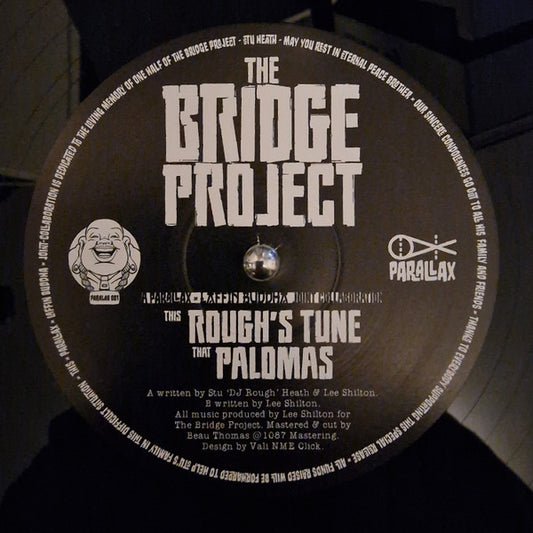 THE
BRIDGE
PROJECT
PARALAB 001
PARALLAX
A PARALLAX - LAFFIN BUDDHA JOINT COLLABORATION
THIS ROUGH'S TUNE
THAT PALOMAS
A written by Stu 'DJ Rough' Heath & Lee Shilton.
B written by Lee Shilton.
All music produced by Lee Shilton for
The Bridge Project. Mastered & cut by
Beau Thomas @ 1087 Mastering.
Design by Vali NME Click.
THIS - PARALLAX - LAFFIN BUDDHA - JOINT-COLLABORATION IS DEDICATED TO THE LOVING MEMORY OF ONE HALF OF THE BRIDGE PROJECT - STU HEATH - MAY YOU REST IN ETERNAL PEACE BROTHER - OUR SINCERE CONDOLENCES GO OUT TO ALL HIS FAMILY AND FRIENDS - THANKS TO EVERYBODY SUPPORTING THIS SPECIAL RELEASE - ALL FUNDS RAISED WILL BE FORWARDED TO HELP STU'S FAMILY IN THIS DIFFICULT SITUATION -